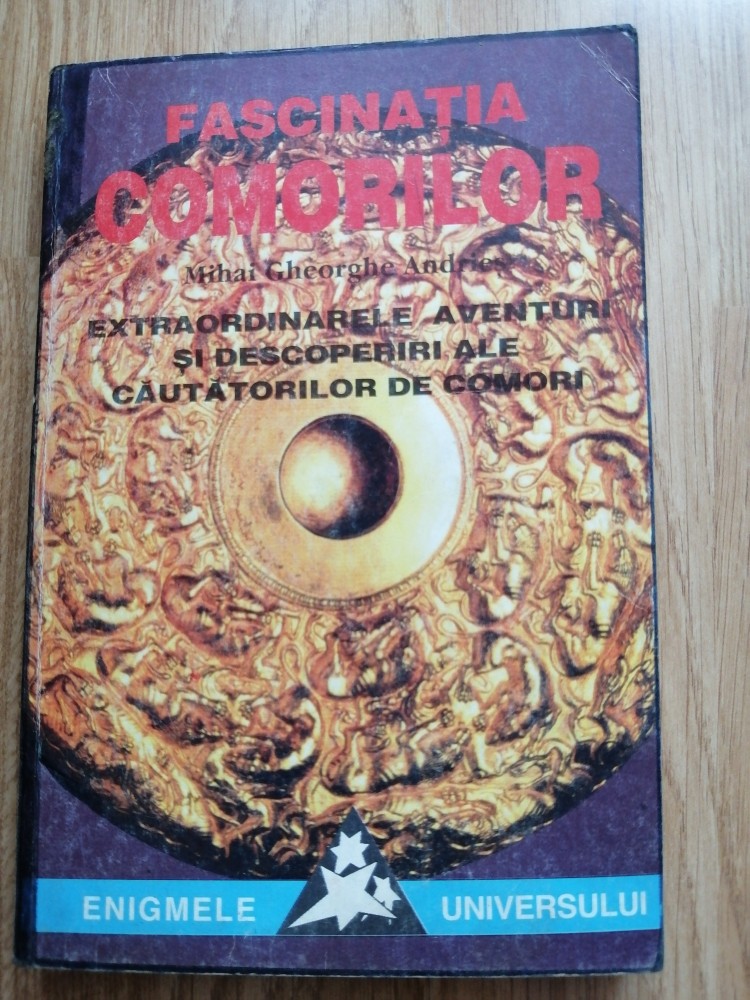 FASCINAȚIA
COMORILOR
Mihai Gheorghe Andrieș
EXTRAORDINARELE AVENTURI
ȘI DESCOPERIRI ALE
CĂUTĂTORILOR DE COMORI
ENIGMELE UNIVERSULUI